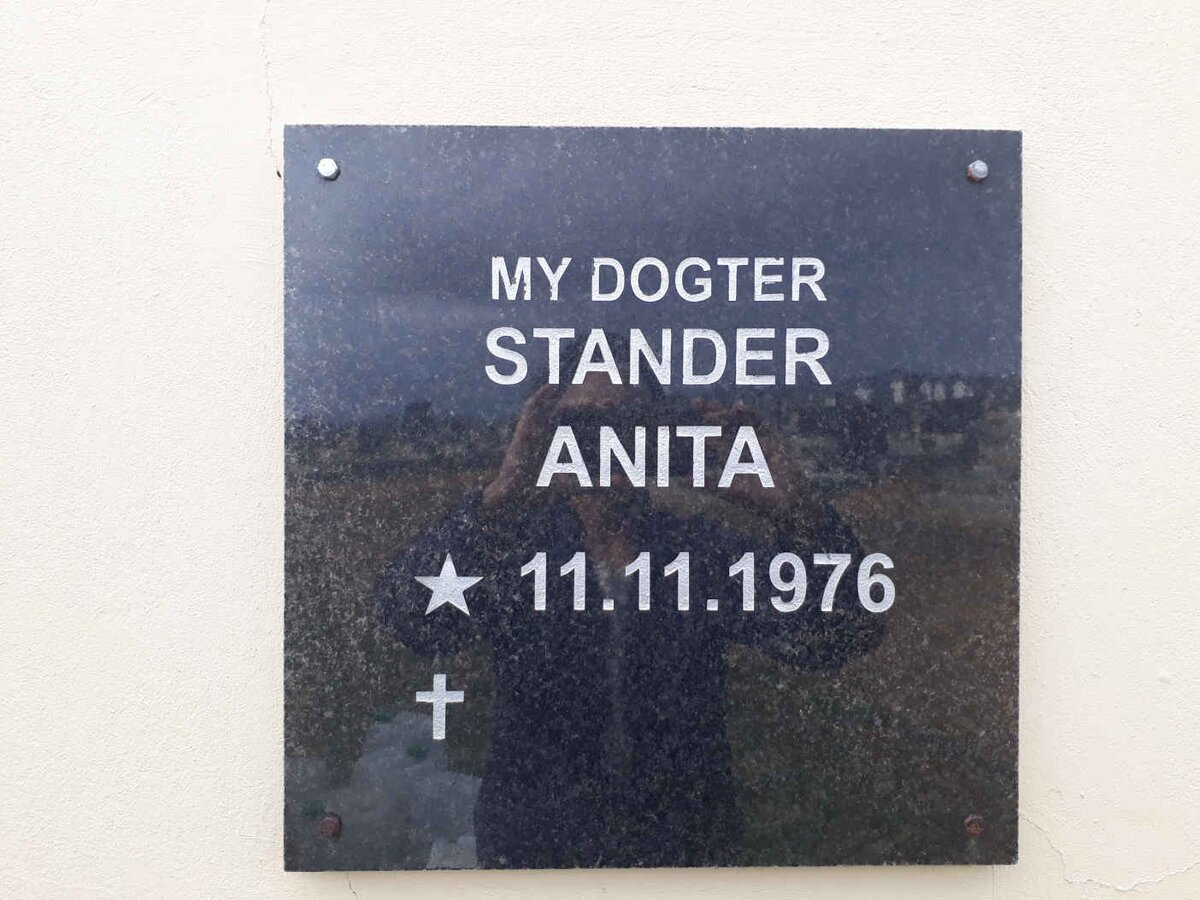 MY DOGTER
STANDER
ANITA
★ 11.11.1976
✝